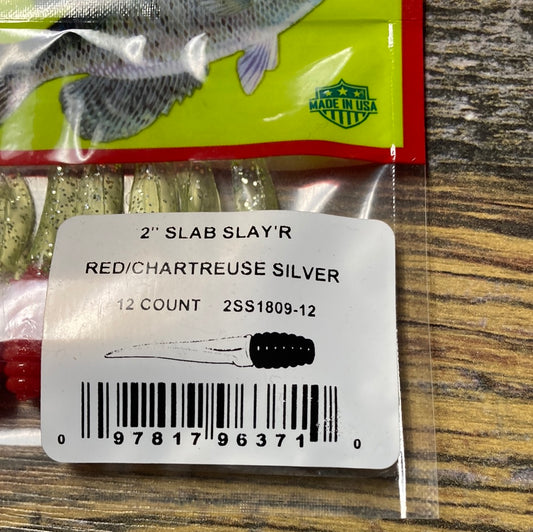 MADE IN USA
2" SLAB SLAY'R
RED/CHARTREUSE SILVER
12 COUNT 2SS1809-12
0 97817 96371 0